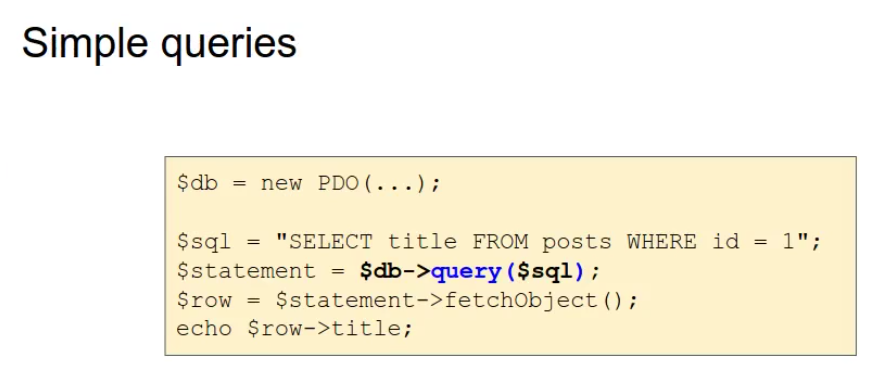 Simple queries
$db = new PDO(...);
$sql = "SELECT title FROM posts WHERE id = 1";
$statement = $db->query($sql);
$row = $statement->fetchObject();
echo $row->title;